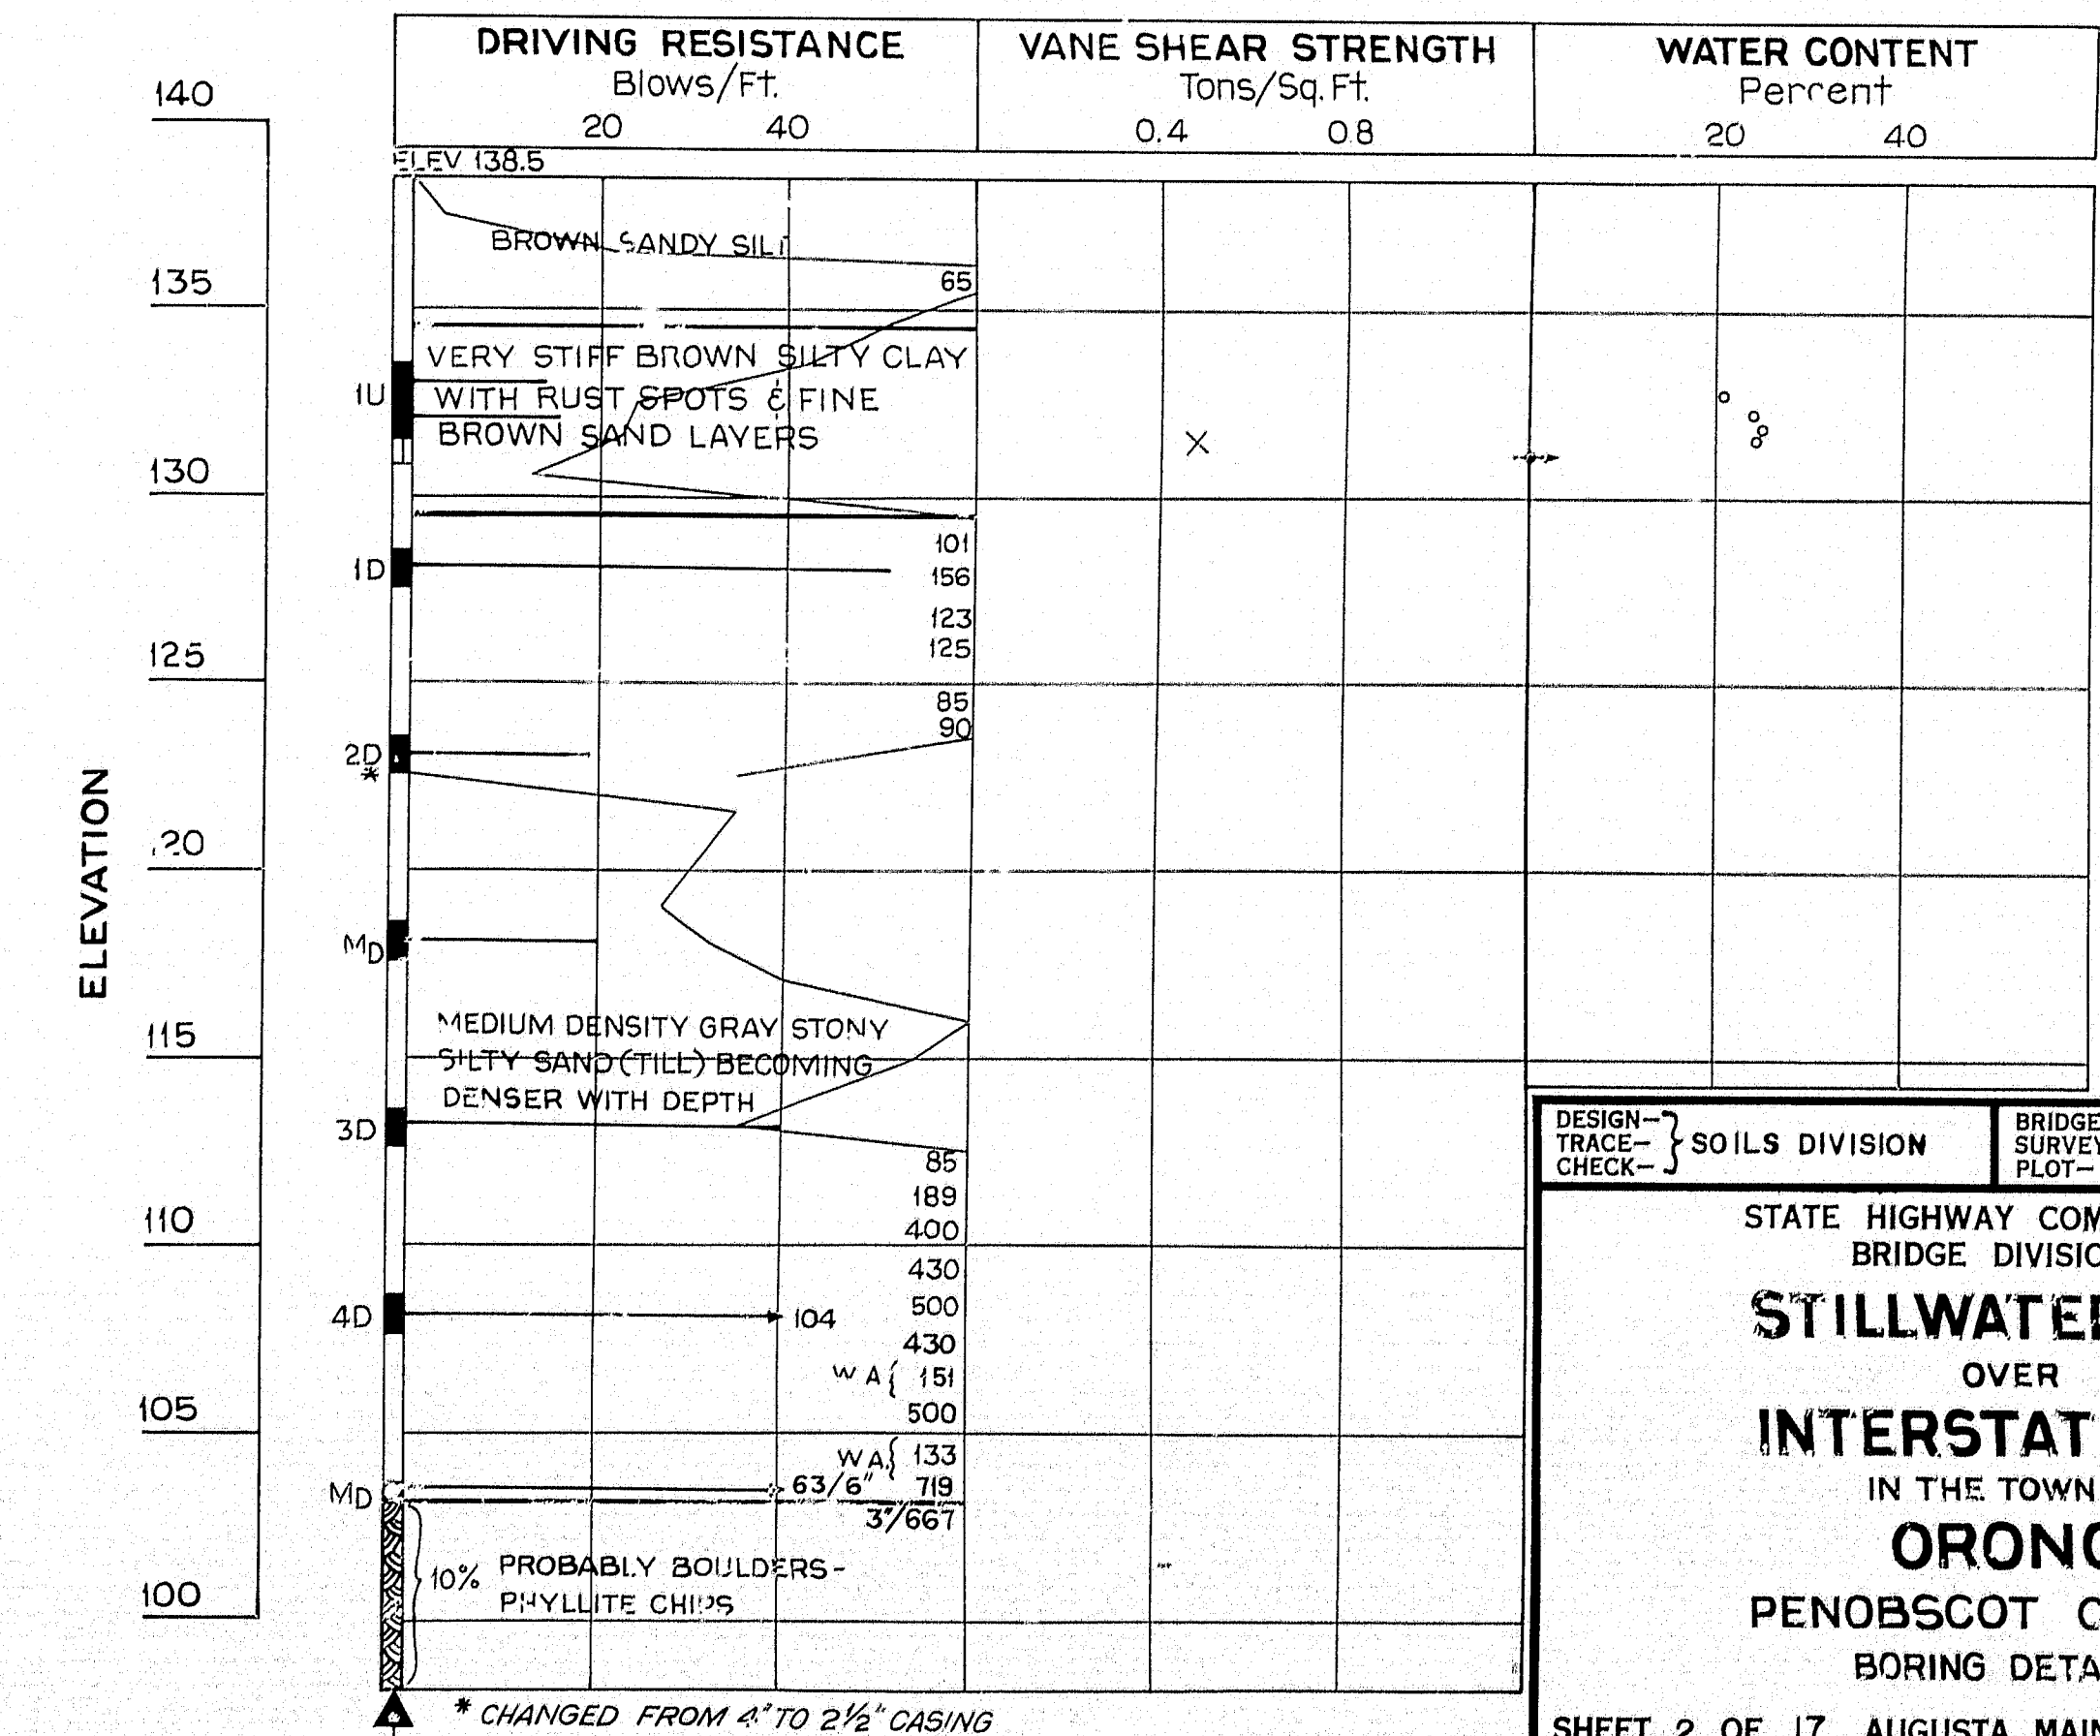 DRIVING RESISTANCE
Blows/Ft.
20 40
VANE SHEAR STRENGTH
Tons/Sq. Ft.
0.4 0.8
WATER CONTENT
Percent
20 40
ELEVATION
140
135
130
125
115
110
105
100
ELEV 138.5
BROWN SANDY SILT
65
VERY STIFF BROWN SILTY CLAY
1U WITH RUST SPOTS & FINE
BROWN SAND LAYERS
101
1D 156
123
125
85
90
2D
*
MD
MEDIUM DENSITY GRAY STONY
SILTY SAND (TILL) BECOMING
DENSER WITH DEPTH
3D
85
189
400
430
4D 104 500
430
W A { 151
500
W A { 133
MD 63/6" 719
3"/667
10% PROBABLY BOULDERS-
PHYLLITE CHIPS
* CHANGED FROM 4" TO 2½" CASING
DESIGN-
TRACE-
CHECK-
SOILS DIVISION
BRIDGE
SURVEY
PLOT-
STATE HIGHWAY COM
BRIDGE DIVISIO
STILLWATE
OVER
INTERSTAT
IN THE TOWN
ORONO
PENOBSCOT C
BORING DETA
SHEET 2 OF 17 AUGUSTA MAIN